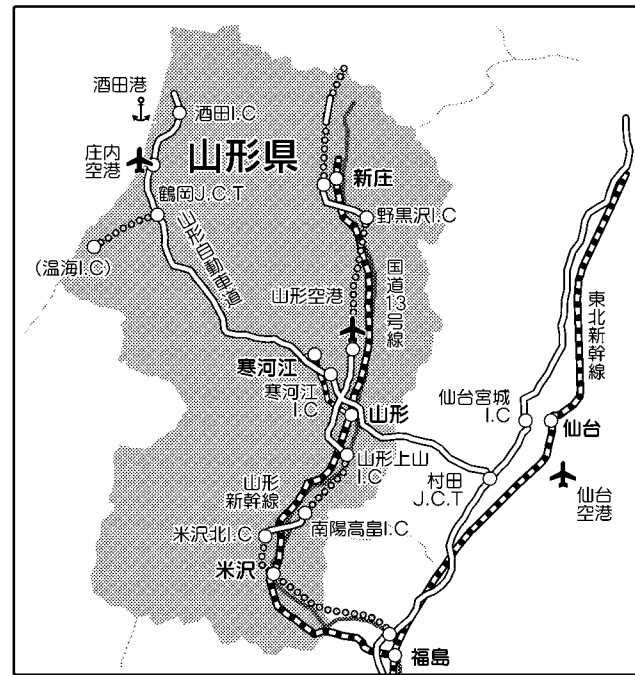 酒田港
酒田I.C
庄内
空港
山形県
新庄
鶴岡J.C.T
野黒沢I.C
山形自動車道
(温海I.C)
山形空港
国道13号線
東北新幹線
寒河江
寒河江
I.C
山形
仙台宮城
I.C
仙台
山形上山
I.C
村田
J.C.T
仙台
空港
山形
新幹線
米沢北I.C
南陽高畠I.C
米沢
福島